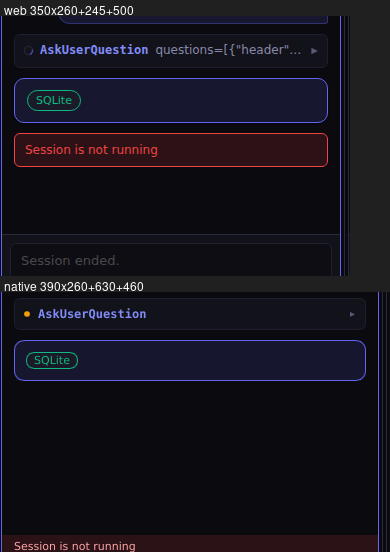 web 350x260+245+500
AskUserQuestion questions=[{"header"... ▶
SQLite
Session is not running
Session ended.
native 390x260+630+460
AskUserQuestion ▶
SQLite
Session is not running